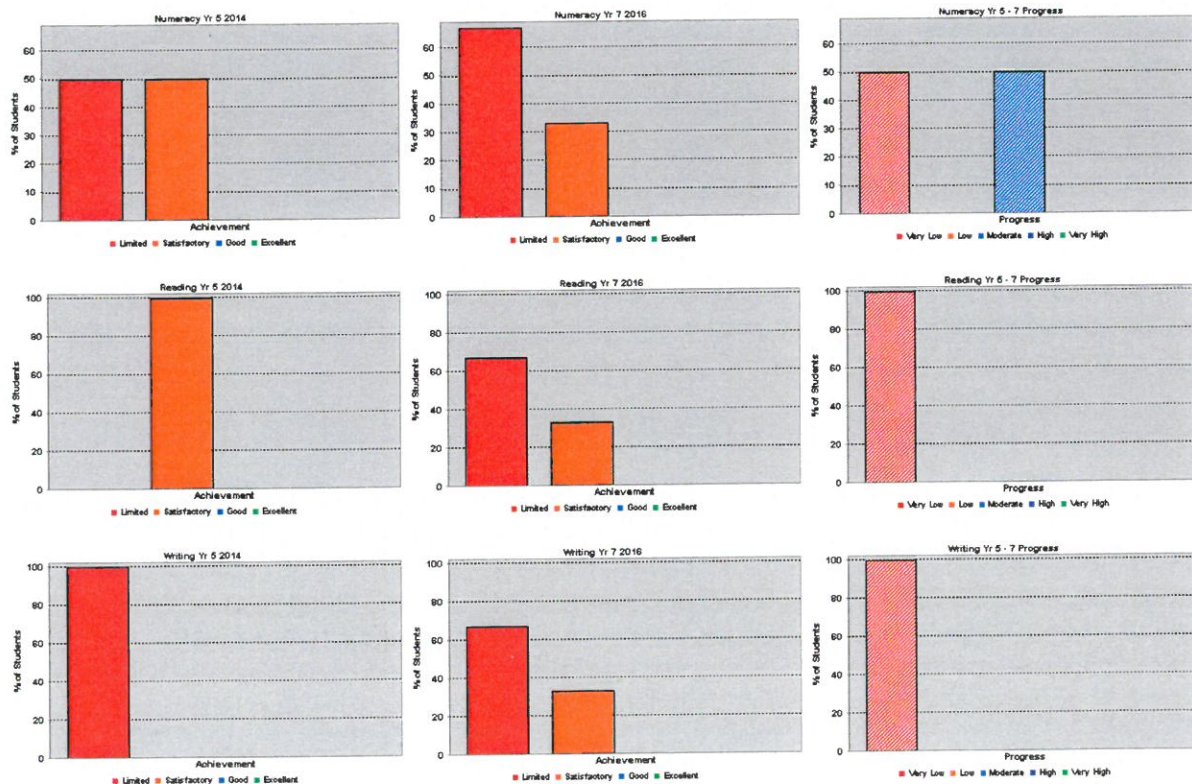 Numeracy Yr 5 2014
% of Students
60
50
40
30
20
10
0
Achievement
Limited Satisfactory Good Excellent
Numeracy Yr 7 2016
% of Students
60
50
40
30
20
10
0
Achievement
Limited Satisfactory Good Excellent
Numeracy Yr 5 - 7 Progress
% of Students
60
50
40
30
20
10
0
Progress
Very Low Low Moderate High Very High
Reading Yr 5 2014
% of Students
100
80
60
40
20
0
Achievement
Limited Satisfactory Good Excellent
Reading Yr 7 2016
% of Students
100
80
60
40
20
0
Achievement
Limited Satisfactory Good Excellent
Reading Yr 5 - 7 Progress
% of Students
100
80
60
40
20
0
Progress
Very Low Low Moderate High Very High
Writing Yr 5 2014
% of Students
100
80
60
40
20
0
Achievement
Limited Satisfactory Good Excellent
Writing Yr 7 2016
% of Students
100
80
60
40
20
0
Achievement
Limited Satisfactory Good Excellent
Writing Yr 5 - 7 Progress
% of Students
100
80
60
40
20
0
Progress
Very Low Low Moderate High Very High